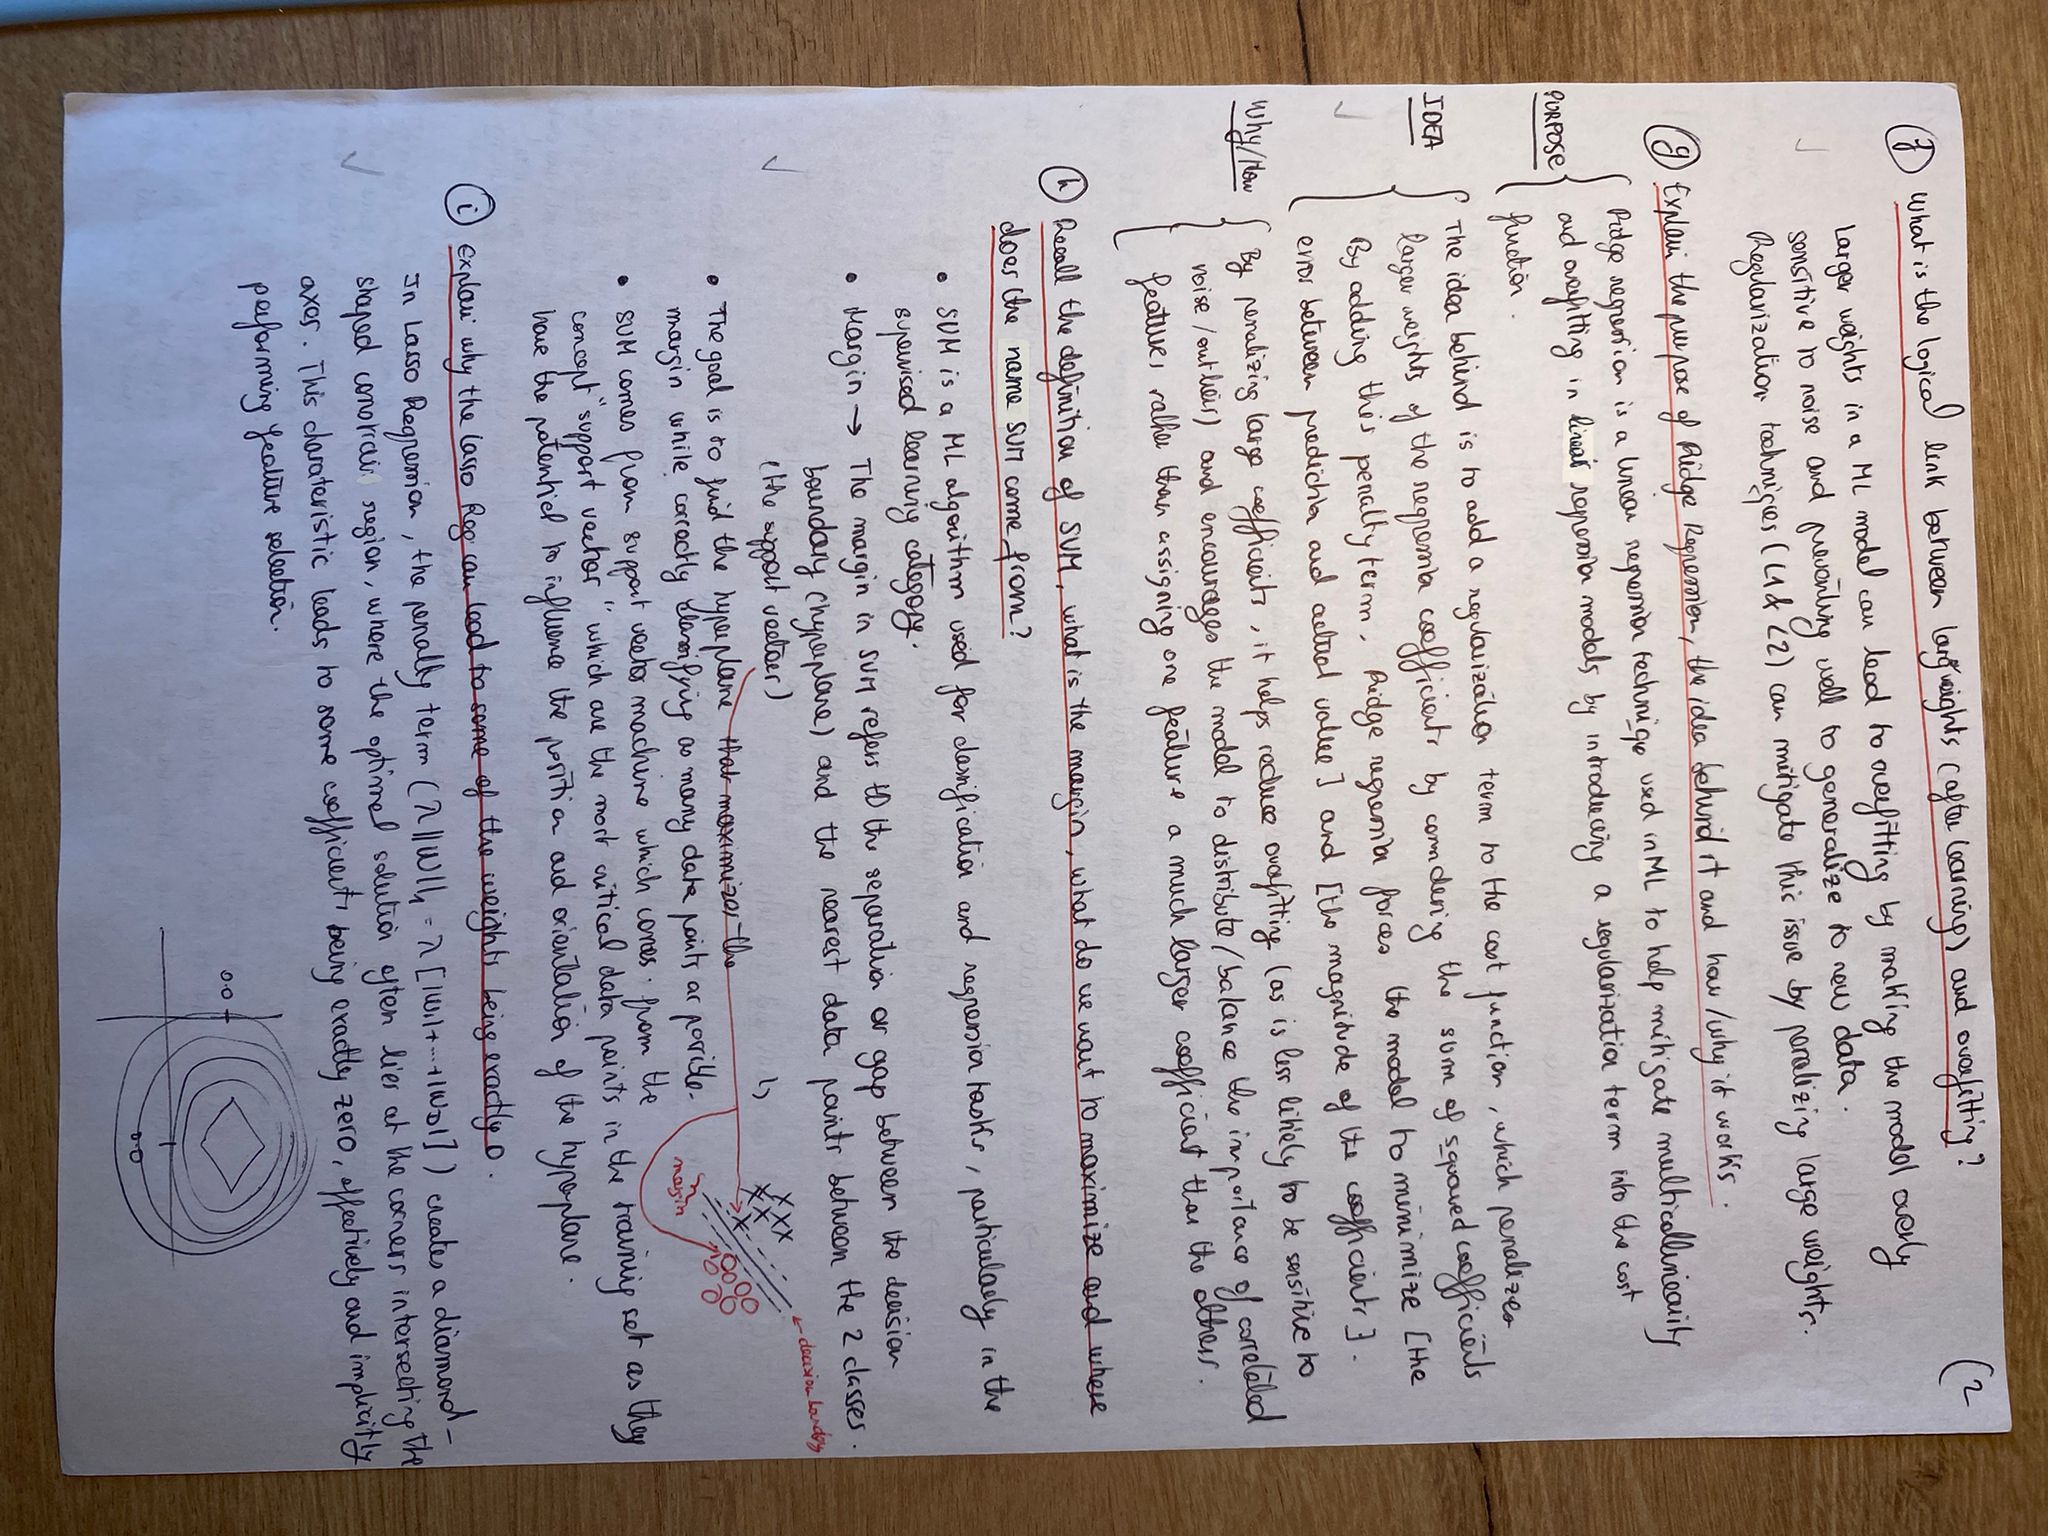 (2
f What is the logical link between larg weights (after learning) and overfitting?
Larger weights in a ML model can lead to overfitting by making the model overly
sensitive to noise and preventing well to generalize to new data.
Regularization techniques (L1 & L2) can mitigate this issue by penalizing large weights.
g Explain the purpose of Ridge Regression, the idea behind it and how/why it works.
PURPOSE
Ridge regression is a linear regression technique used in ML to help mitigate multicollinearity
and overfitting in linear regression models by introducing a regularization term into the cost
function.
IDEA
The idea behind is to add a regularization term to the cost function, which penalizes
larger weights of the regression coefficients by considering the sum of squared coefficients
By adding this penalty term, Ridge regression forces the model to minimize [the
error between prediction and actual value] and [the magnitude of the coefficients].
Why/How
By penalizing large coefficients, it helps reduce overfitting (as is less likely to be sensitive to
noise/outliers) and encourages the model to distribute/balance the importance of correlated
features rather than assigning one feature a much larger coefficient than the others.
h Recall the definition of SVM, what is the margin, what do we want to maximize and where
does the name SVM come from?
• SVM is a ML algorithm used for classification and regression tasks, particularly in the
supervised learning category.
• Margin → The margin in SVM refers to the separation or gap between the decision
boundary (hyperplane) and the nearest data points between the 2 classes.
(the support vectors)
← decision boundary
• The goal is to find the hyperplane that maximizes the
margin while correctly classifying as many data points as possible.
margin
• SVM comes from support vector machine which comes from the
concept "support vector" which are the most critical data points in the training set as they
have the potential to influence the position and orientation of the hyperplane.
i Explain why the Lasso Reg can lead to some of the weights being exactly 0.
In Lasso Regression, the penalty term (λ||W||₁ = λ[|W₁|+...+|W_D|]) creates a diamond-
shaped constrain region, where the optimal solution often lies at the corners intersecting the
axes. This charateristic leads to some coefficients being exactly zero, effectively and implicitly
performing feature selection.
0.0
0.0